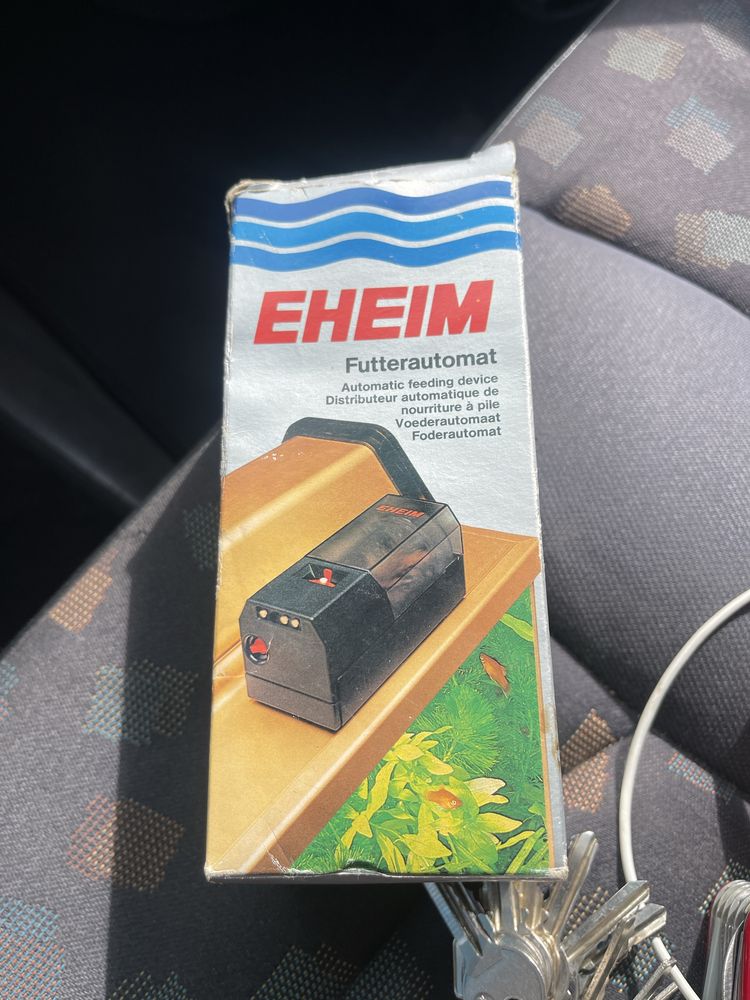 EHEIM
Futterautomat
Automatic feeding device
Distributeur automatique de
nourriture à pile
Voederautomaat
Foderautomat
EHEIM